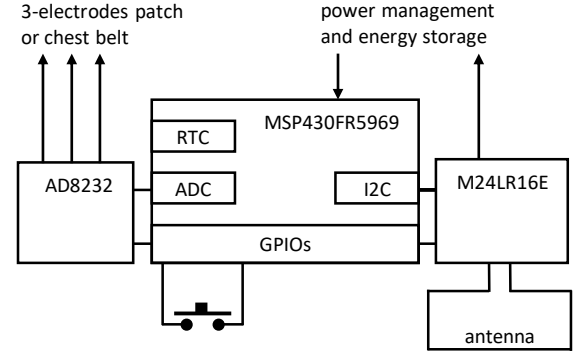 3-electrodes patch
or chest belt
power management
and energy storage
MSP430FR5969
RTC
AD8232
ADC
I2C
M24LR16E
GPIOs
antenna